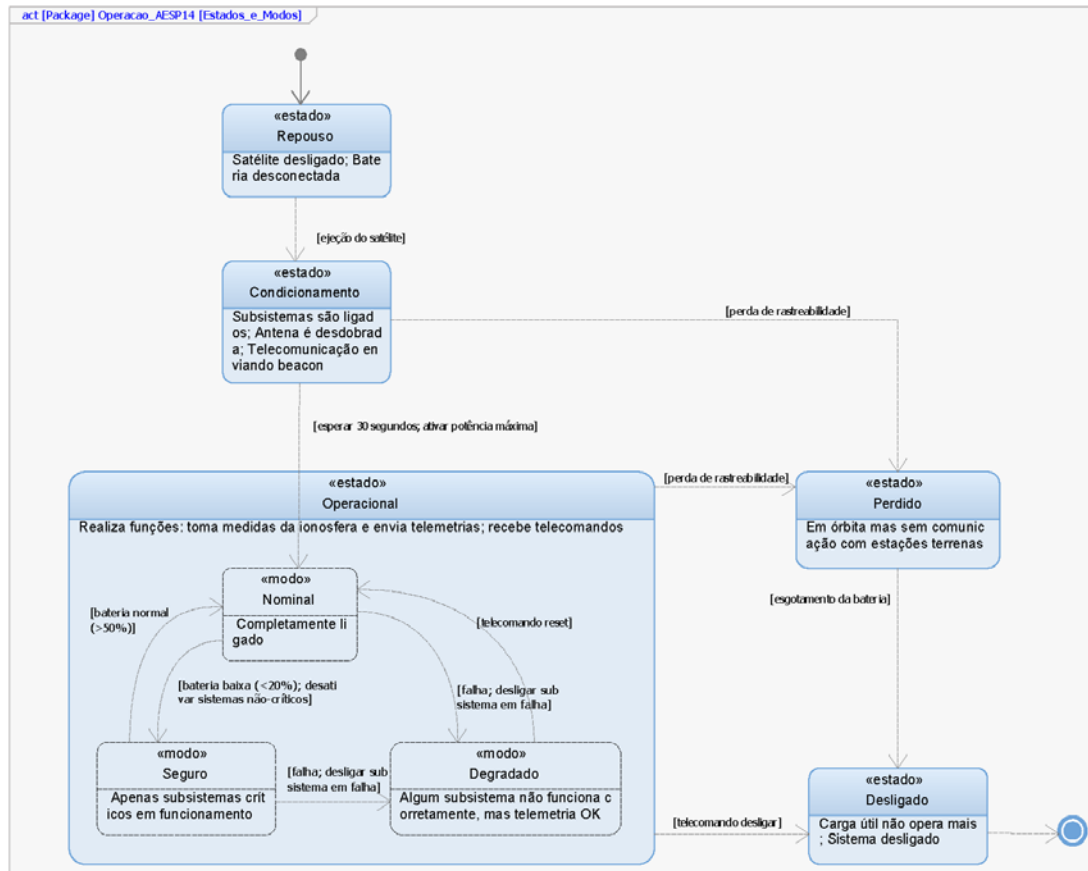 act [Package] Operacao_AESP14 [Estados_e_Modos]
«estado»
Repouso
Satélite desligado; Bate
ria desconectada
[ejeção do satélite]
«estado»
Condicionamento
Subsistemas são ligad
os; Antena é desdobrad
a; Telecomunicação en
viando beacon
[perda de rastreabilidade]
[esperar 30 segundos; ativar potência máxima]
«estado»
Operacional
Realiza funções: toma medidas da ionosfera e envia telemetrias; recebe telecomandos
[perda de rastreabilidade]
«estado»
Perdido
Em órbita mas sem comunic
ação com estações terrenas
«modo»
Nominal
Completamente li
gado
[bateria normal
(>50%)]
[telecomando reset]
[esgotamento da bateria]
[bateria baixa (<20%); desati
var sistemas não-críticos]
[falha; desligar sub
sistema em falha]
«modo»
Seguro
Apenas subsistemas crít
icos em funcionamento
[falha; desligar sub
sistema em falha]
«modo»
Degradado
Algum subsistema não funciona c
orretamente, mas telemetria OK
[telecomando desligar]
«estado»
Desligado
Carga útil não opera mais
; Sistema desligado